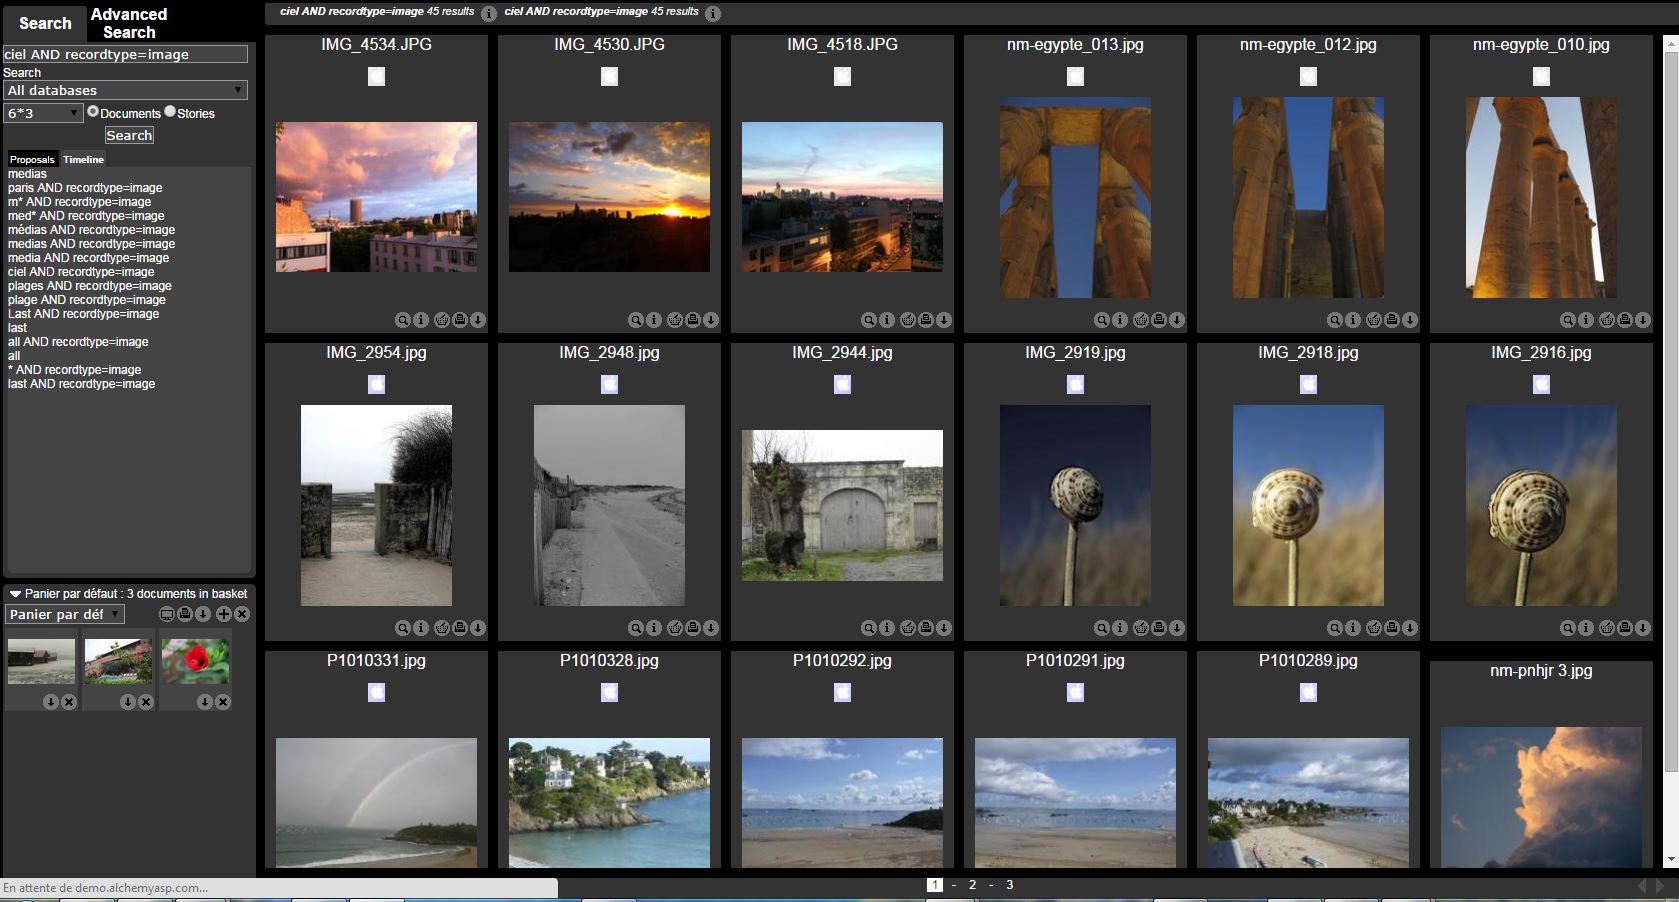 Search
Advanced
Search
ciel AND recordtype=image
Search
All databases
6*3
Documents
Stories
Search
Proposals
Timeline
medias
paris AND recordtype=image
m* AND recordtype=image
med* AND recordtype=image
médias AND recordtype=image
medias AND recordtype=image
media AND recordtype=image
ciel AND recordtype=image
plages AND recordtype=image
plage AND recordtype=image
Last AND recordtype=image
last
all AND recordtype=image
all
* AND recordtype=image
last AND recordtype=image
Panier par défaut : 3 documents in basket
Panier par déf
En attente de demo.alchemyasp.com...
ciel AND recordtype=image 45 results
ciel AND recordtype=image 45 results
IMG_4534.JPG
IMG_4530.JPG
IMG_4518.JPG
nm-egypte_013.jpg
nm-egypte_012.jpg
nm-egypte_010.jpg
IMG_2954.jpg
IMG_2948.jpg
IMG_2944.jpg
IMG_2919.jpg
IMG_2918.jpg
IMG_2916.jpg
P1010331.jpg
P1010328.jpg
P1010292.jpg
P1010291.jpg
P1010289.jpg
nm-pnhjr 3.jpg
1 - 2 - 3